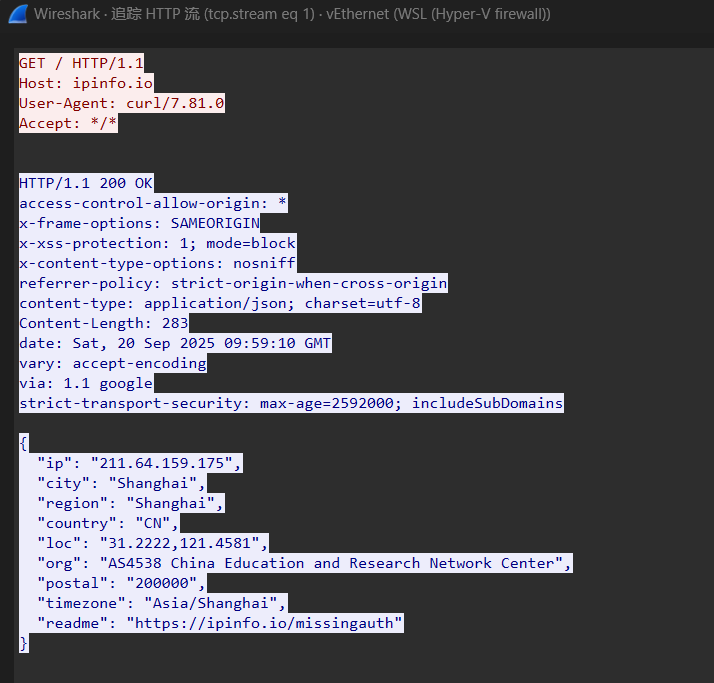 Wireshark · 追踪 HTTP 流 (tcp.stream eq 1) · vEthernet (WSL (Hyper-V firewall))
GET / HTTP/1.1
Host: ipinfo.io
User-Agent: curl/7.81.0
Accept: */*
HTTP/1.1 200 OK
access-control-allow-origin: *
x-frame-options: SAMEORIGIN
x-xss-protection: 1; mode=block
x-content-type-options: nosniff
referrer-policy: strict-origin-when-cross-origin
content-type: application/json; charset=utf-8
Content-Length: 283
date: Sat, 20 Sep 2025 09:59:10 GMT
vary: accept-encoding
via: 1.1 google
strict-transport-security: max-age=2592000; includeSubDomains
{
  "ip": "211.64.159.175",
  "city": "Shanghai",
  "region": "Shanghai",
  "country": "CN",
  "loc": "31.2222,121.4581",
  "org": "AS4538 China Education and Research Network Center",
  "postal": "200000",
  "timezone": "Asia/Shanghai",
  "readme": "https://ipinfo.io/missingauth"
}